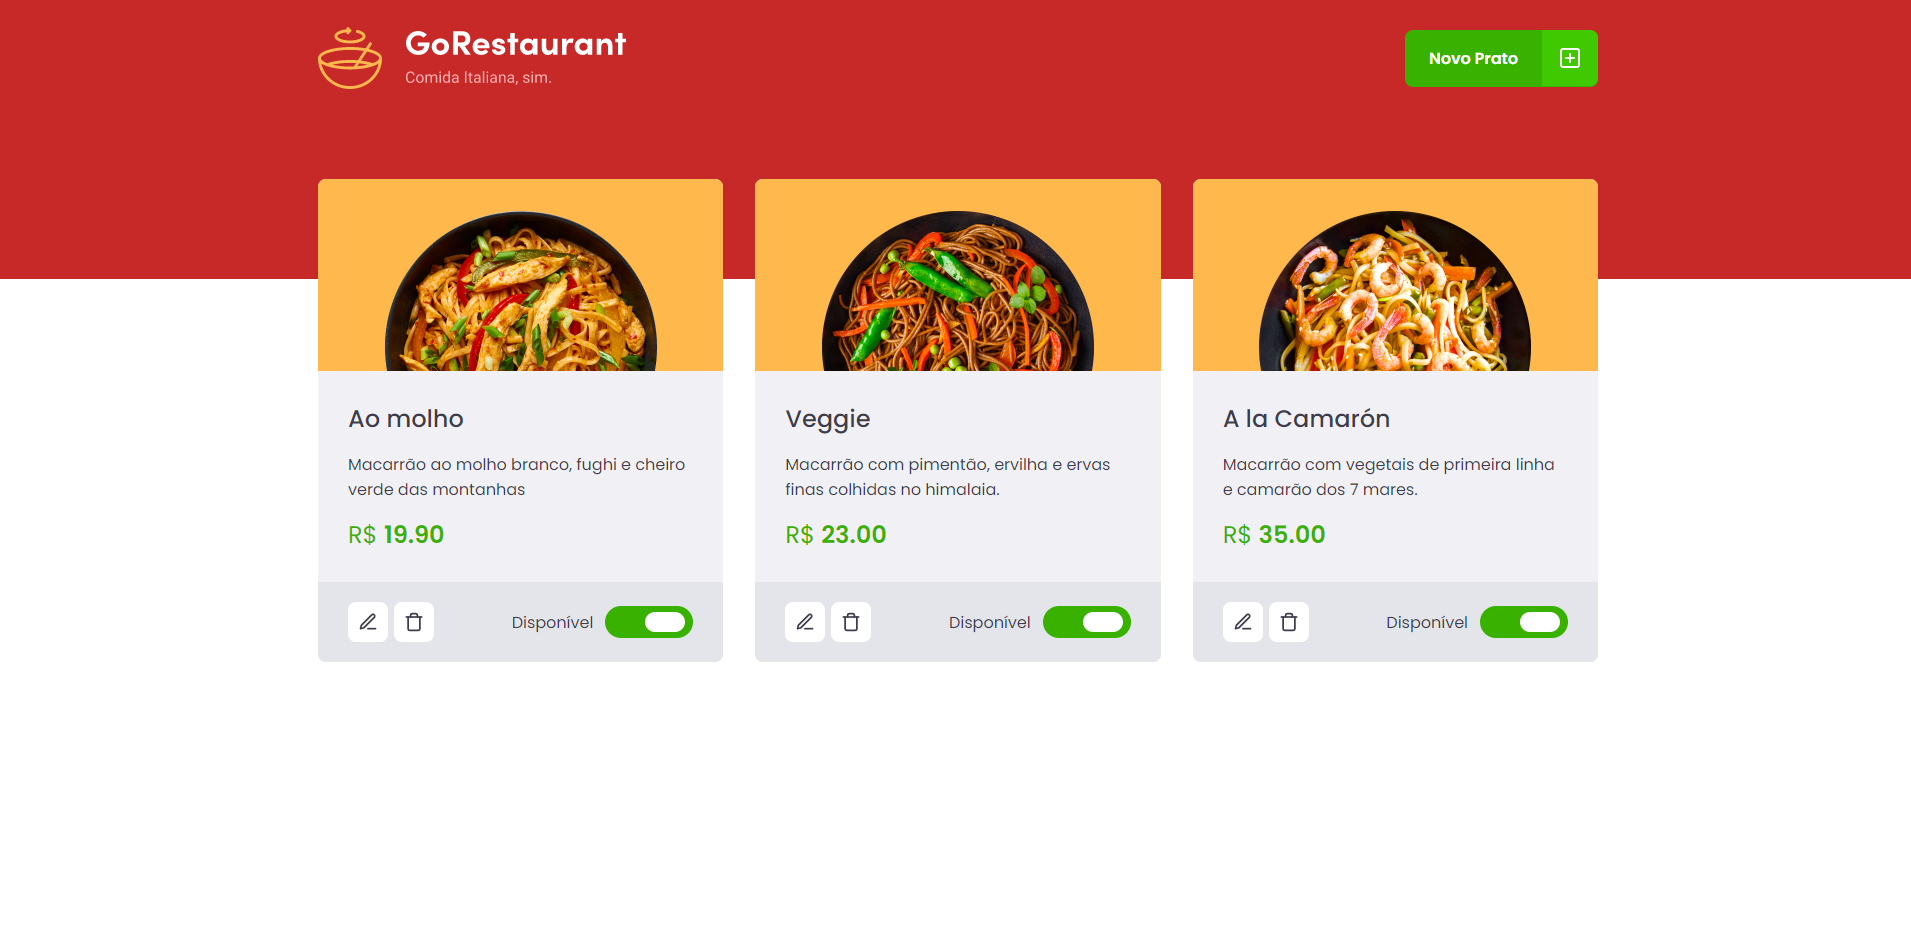 GoRestaurant
Comida Italiana, sim.
Novo Prato
Ao molho
Macarrão ao molho branco, fughi e cheiro
verde das montanhas
R$ 19.90
Disponível
Veggie
Macarrão com pimentão, ervilha e ervas
finas colhidas no himalaia.
R$ 23.00
Disponível
A la Camarón
Macarrão com vegetais de primeira linha
e camarão dos 7 mares.
R$ 35.00
Disponível